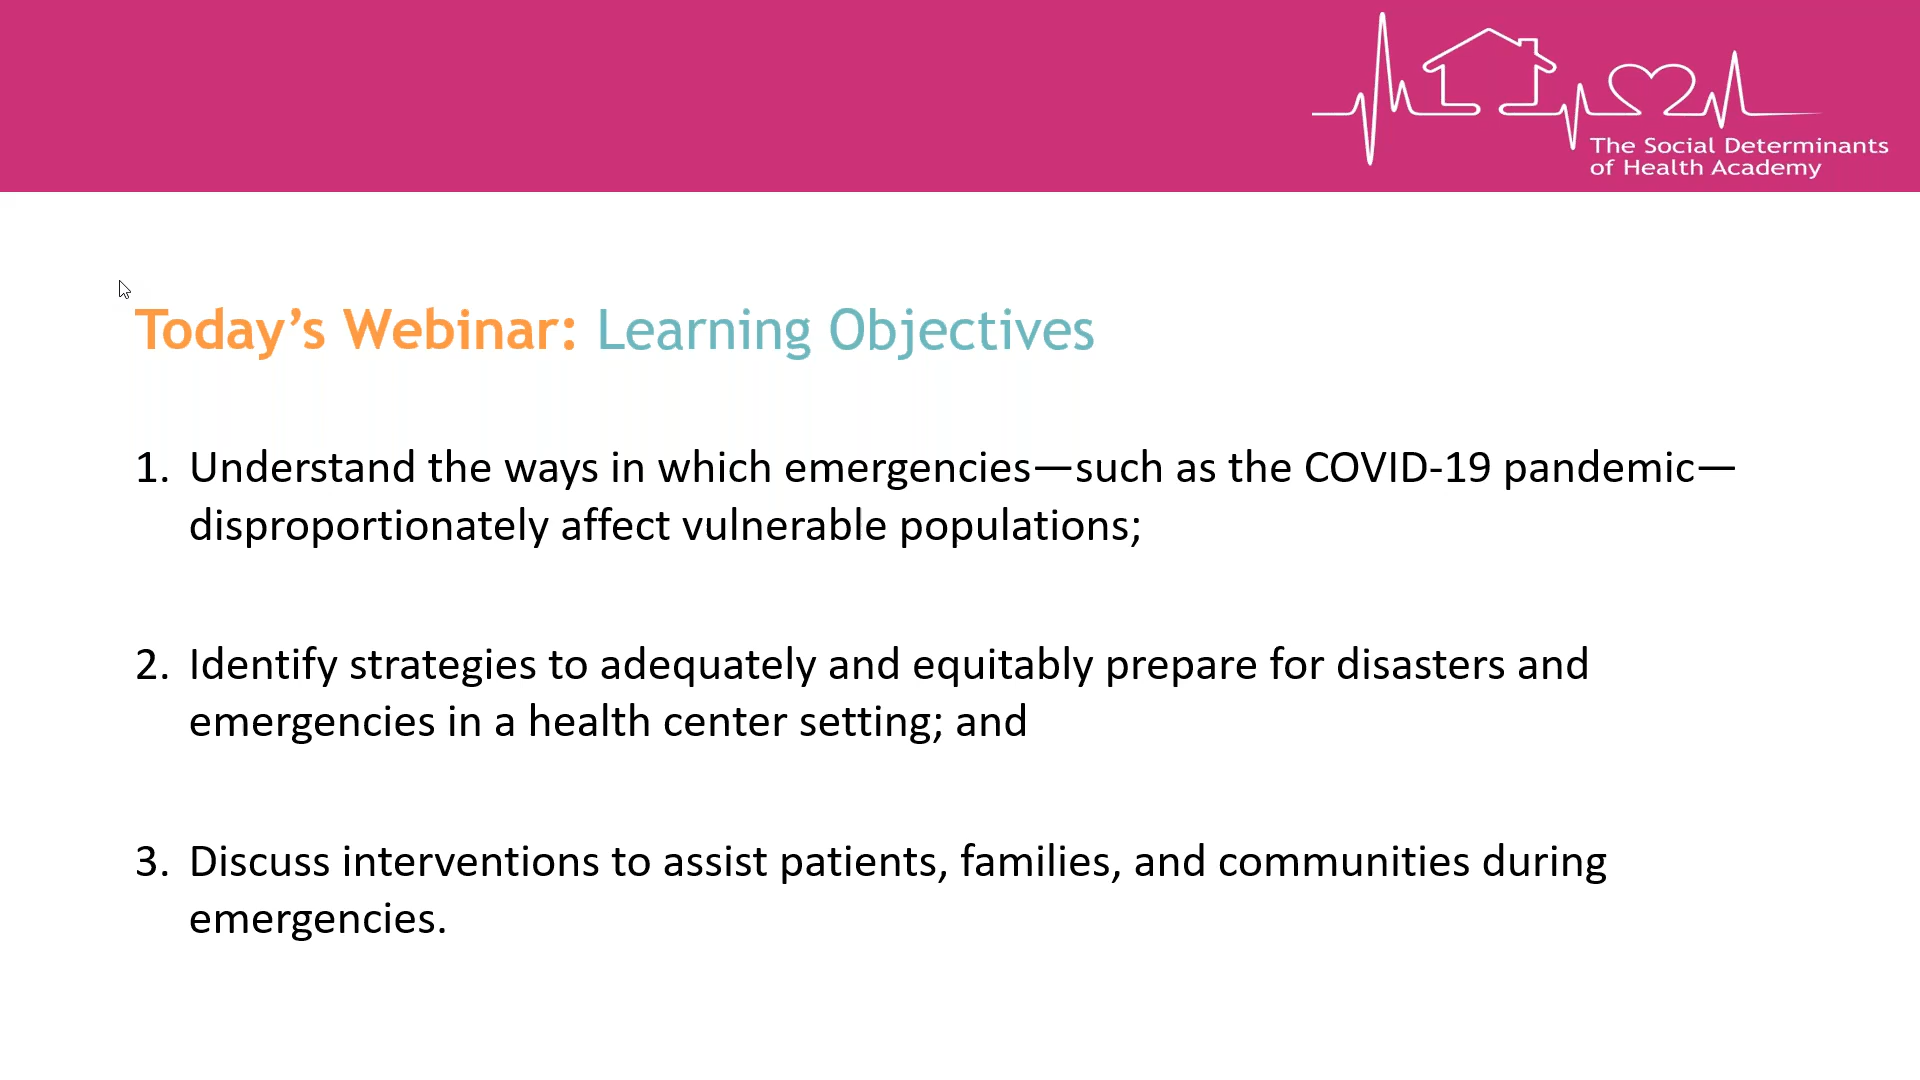 The Social Determinants
of Health Academy
Today’s Webinar: Learning Objectives
1. Understand the ways in which emergencies—such as the COVID-19 pandemic—
disproportionately affect vulnerable populations;
2. Identify strategies to adequately and equitably prepare for disasters and
emergencies in a health center setting; and
3. Discuss interventions to assist patients, families, and communities during
emergencies.